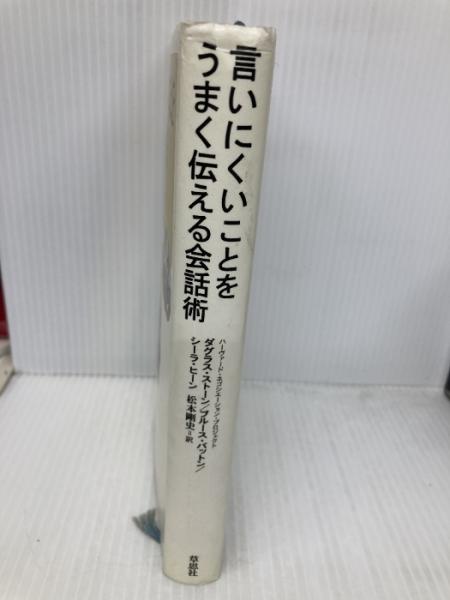 言いにくいことを
うまく伝える会話術
ハーヴァード・ネゴシエーション・プロジェクト
ダグラス・ストーン/ブルース・パットン/
シーラ・ヒーン 松本剛史=訳
草思社